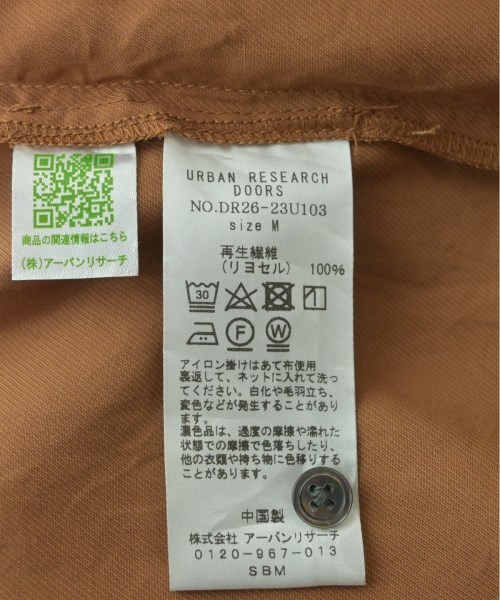 商品の関連情報はこちら
(株)アーバンリサーチ
URBAN RESEARCH
DOORS
NO.DR26-23U103
size M
再生繊維
(リヨセル) 100%
30
F W
アイロン掛けはあて布使用
裏返して、ネットに入れて洗っ
てください。白化や毛羽立ち、
変色などが発生することがあり
ます。
濃色品は、過度の摩擦や濡れた
状態での摩擦で色落ちしたり、
他の衣類や持ち物に色移りする
ことがあります。
中国製
株式会社 アーバンリサーチ
0120-967-013
SBM